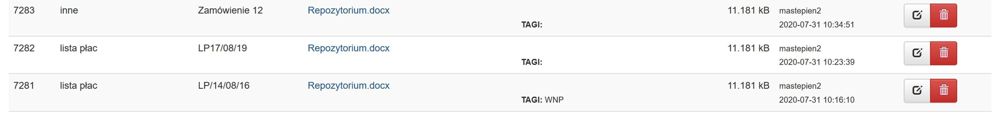 7283 inne Zamówienie 12 Repozytorium.docx 11.181 kB mastepien2
TAGI: 2020-07-31 10:34:51
7282 lista płac LP17/08/19 Repozytorium.docx 11.181 kB mastepien2
TAGI: 2020-07-31 10:23:39
7281 lista płac LP/14/08/16 Repozytorium.docx 11.181 kB mastepien2
TAGI: WNP 2020-07-31 10:16:10